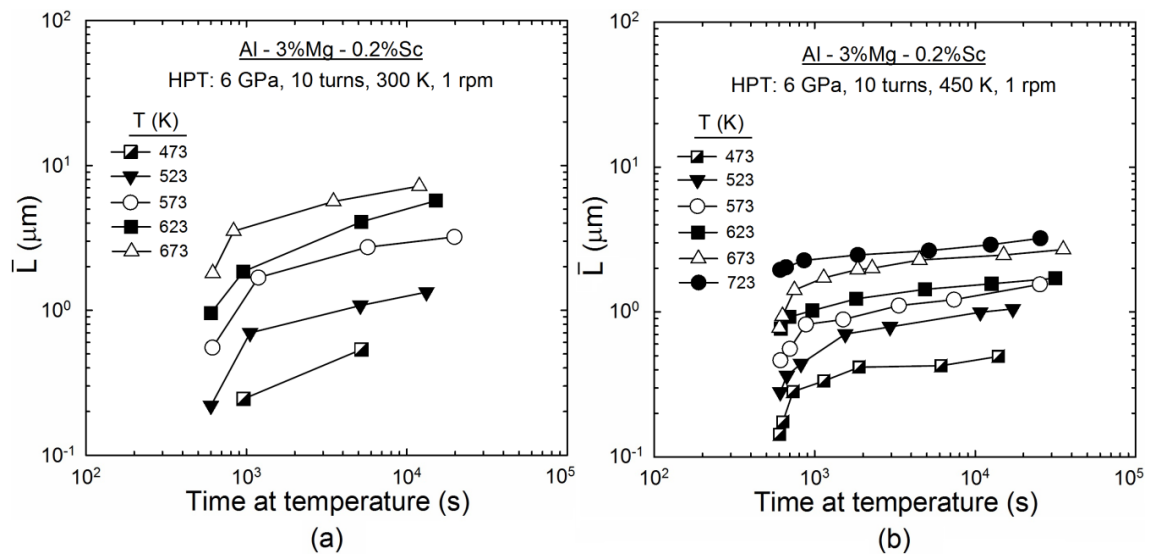 Al - 3%Mg - 0.2%Sc
HPT: 6 GPa, 10 turns, 300 K, 1 rpm
T (K)
473
523
573
623
673
10²
10¹
10⁰
10⁻¹
L̄ (μm)
10² 10³ 10⁴ 10⁵
Time at temperature (s)
(a)
Al - 3%Mg - 0.2%Sc
HPT: 6 GPa, 10 turns, 450 K, 1 rpm
T (K)
473
523
573
623
673
723
10²
10¹
10⁰
10⁻¹
L̄ (μm)
10² 10³ 10⁴ 10⁵
Time at temperature (s)
(b)